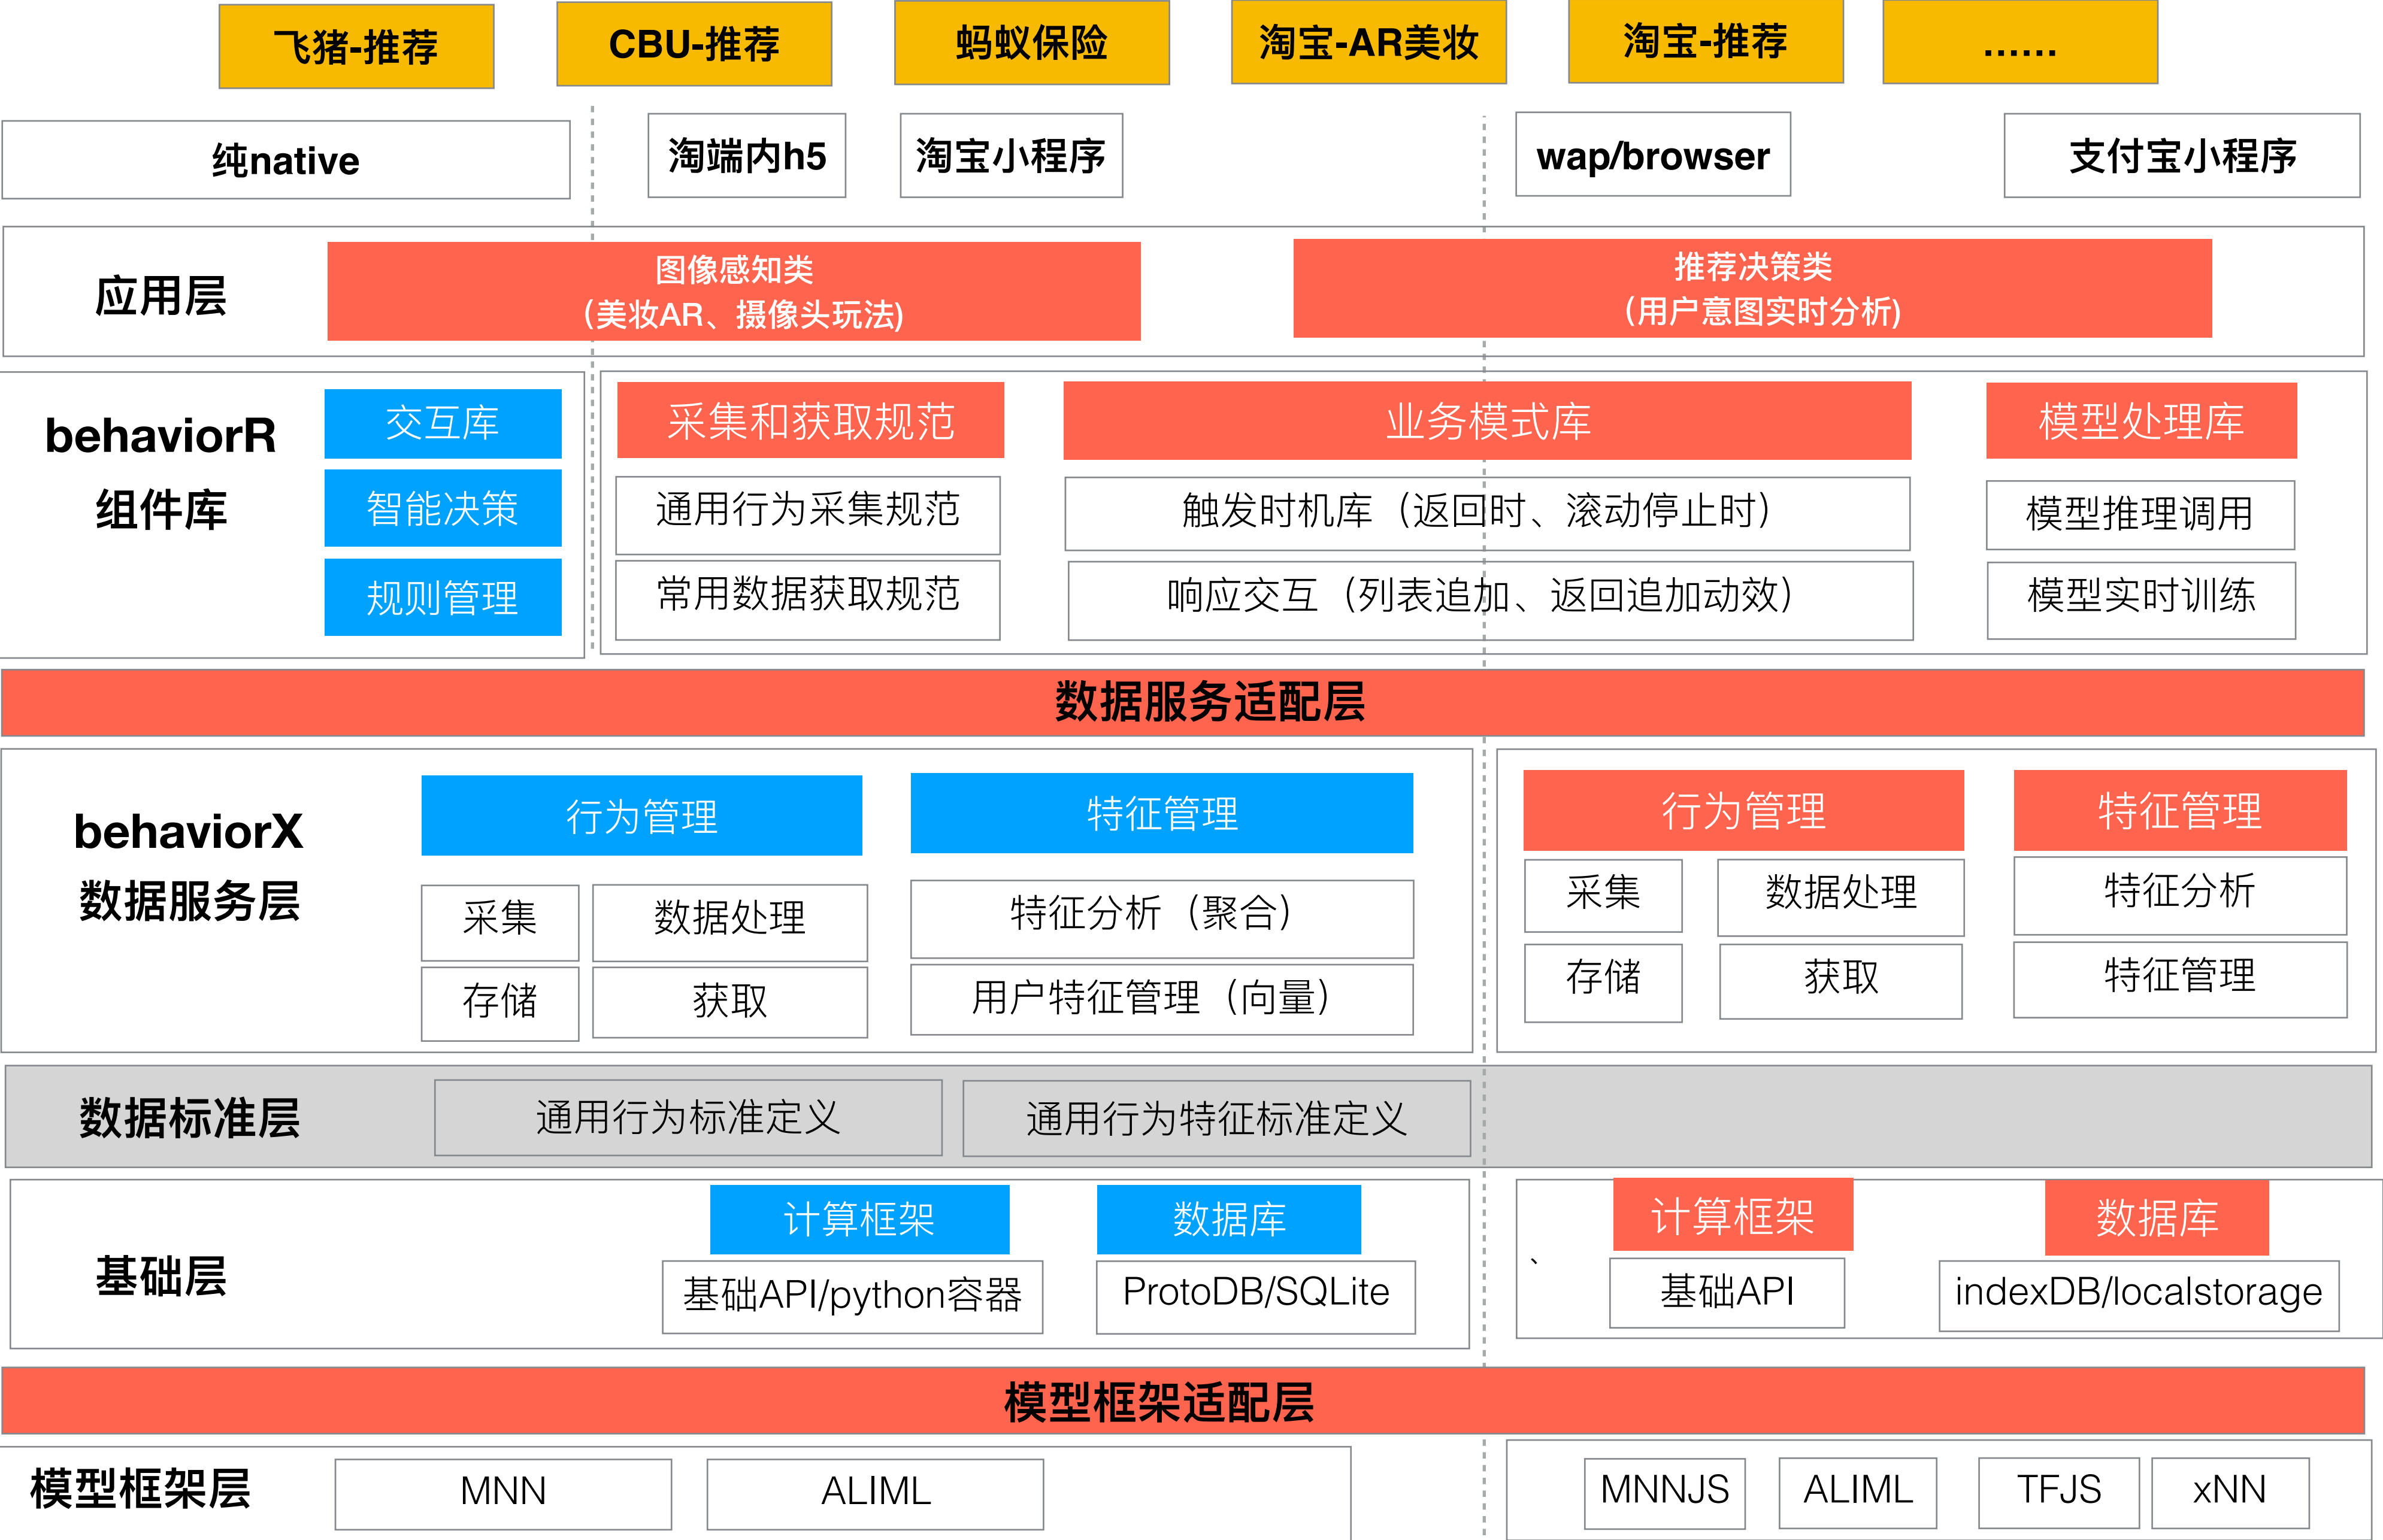 飞猪-推荐
CBU-推荐
蚂蚁保险
淘宝-AR美妆
淘宝-推荐
......
纯native
淘端内h5
淘宝小程序
wap/browser
支付宝小程序
应用层
图像感知类
（美妆AR、摄像头玩法)
推荐决策类
（用户意图实时分析)
behaviorR
组件库
交互库
智能决策
规则管理
采集和获取规范
通用行为采集规范
常用数据获取规范
业务模式库
触发时机库（返回时、滚动停止时）
响应交互（列表追加、返回追加动效）
模型处理库
模型推理调用
模型实时训练
数据服务适配层
behaviorX
数据服务层
行为管理
采集
数据处理
存储
获取
特征管理
特征分析（聚合）
用户特征管理（向量）
行为管理
采集
数据处理
存储
获取
特征管理
特征分析
特征管理
数据标准层
通用行为标准定义
通用行为特征标准定义
基础层
计算框架
基础API/python容器
数据库
ProtoDB/SQLite
、
计算框架
基础API
数据库
indexDB/localstorage
模型框架适配层
模型框架层
MNN
ALIML
MNNJS
ALIML
TFJS
xNN